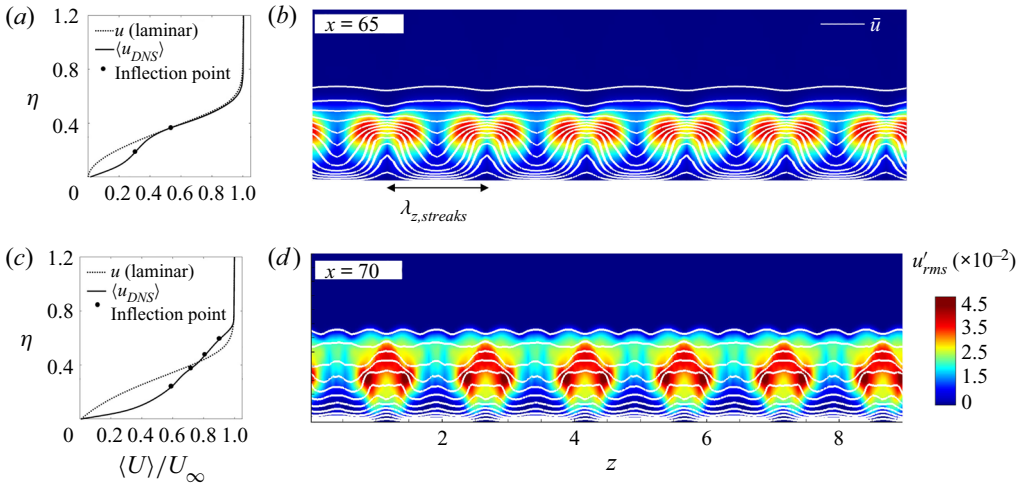 (a)
1.2
0.8
η
0.4
0
0.2 0.4 0.6 0.8 1.0
u (laminar)
⟨u_DNS⟩
Inflection point
(b)
x = 65
ū
λ_z,streaks
(c)
1.2
0.8
η
0.4
0
0.2 0.4 0.6 0.8 1.0
⟨U⟩/U_∞
u (laminar)
⟨u_DNS⟩
Inflection point
(d)
x = 70
2 4 6 8
z
u′_rms (×10⁻²)
4.5
3.5
2.5
1.5
0